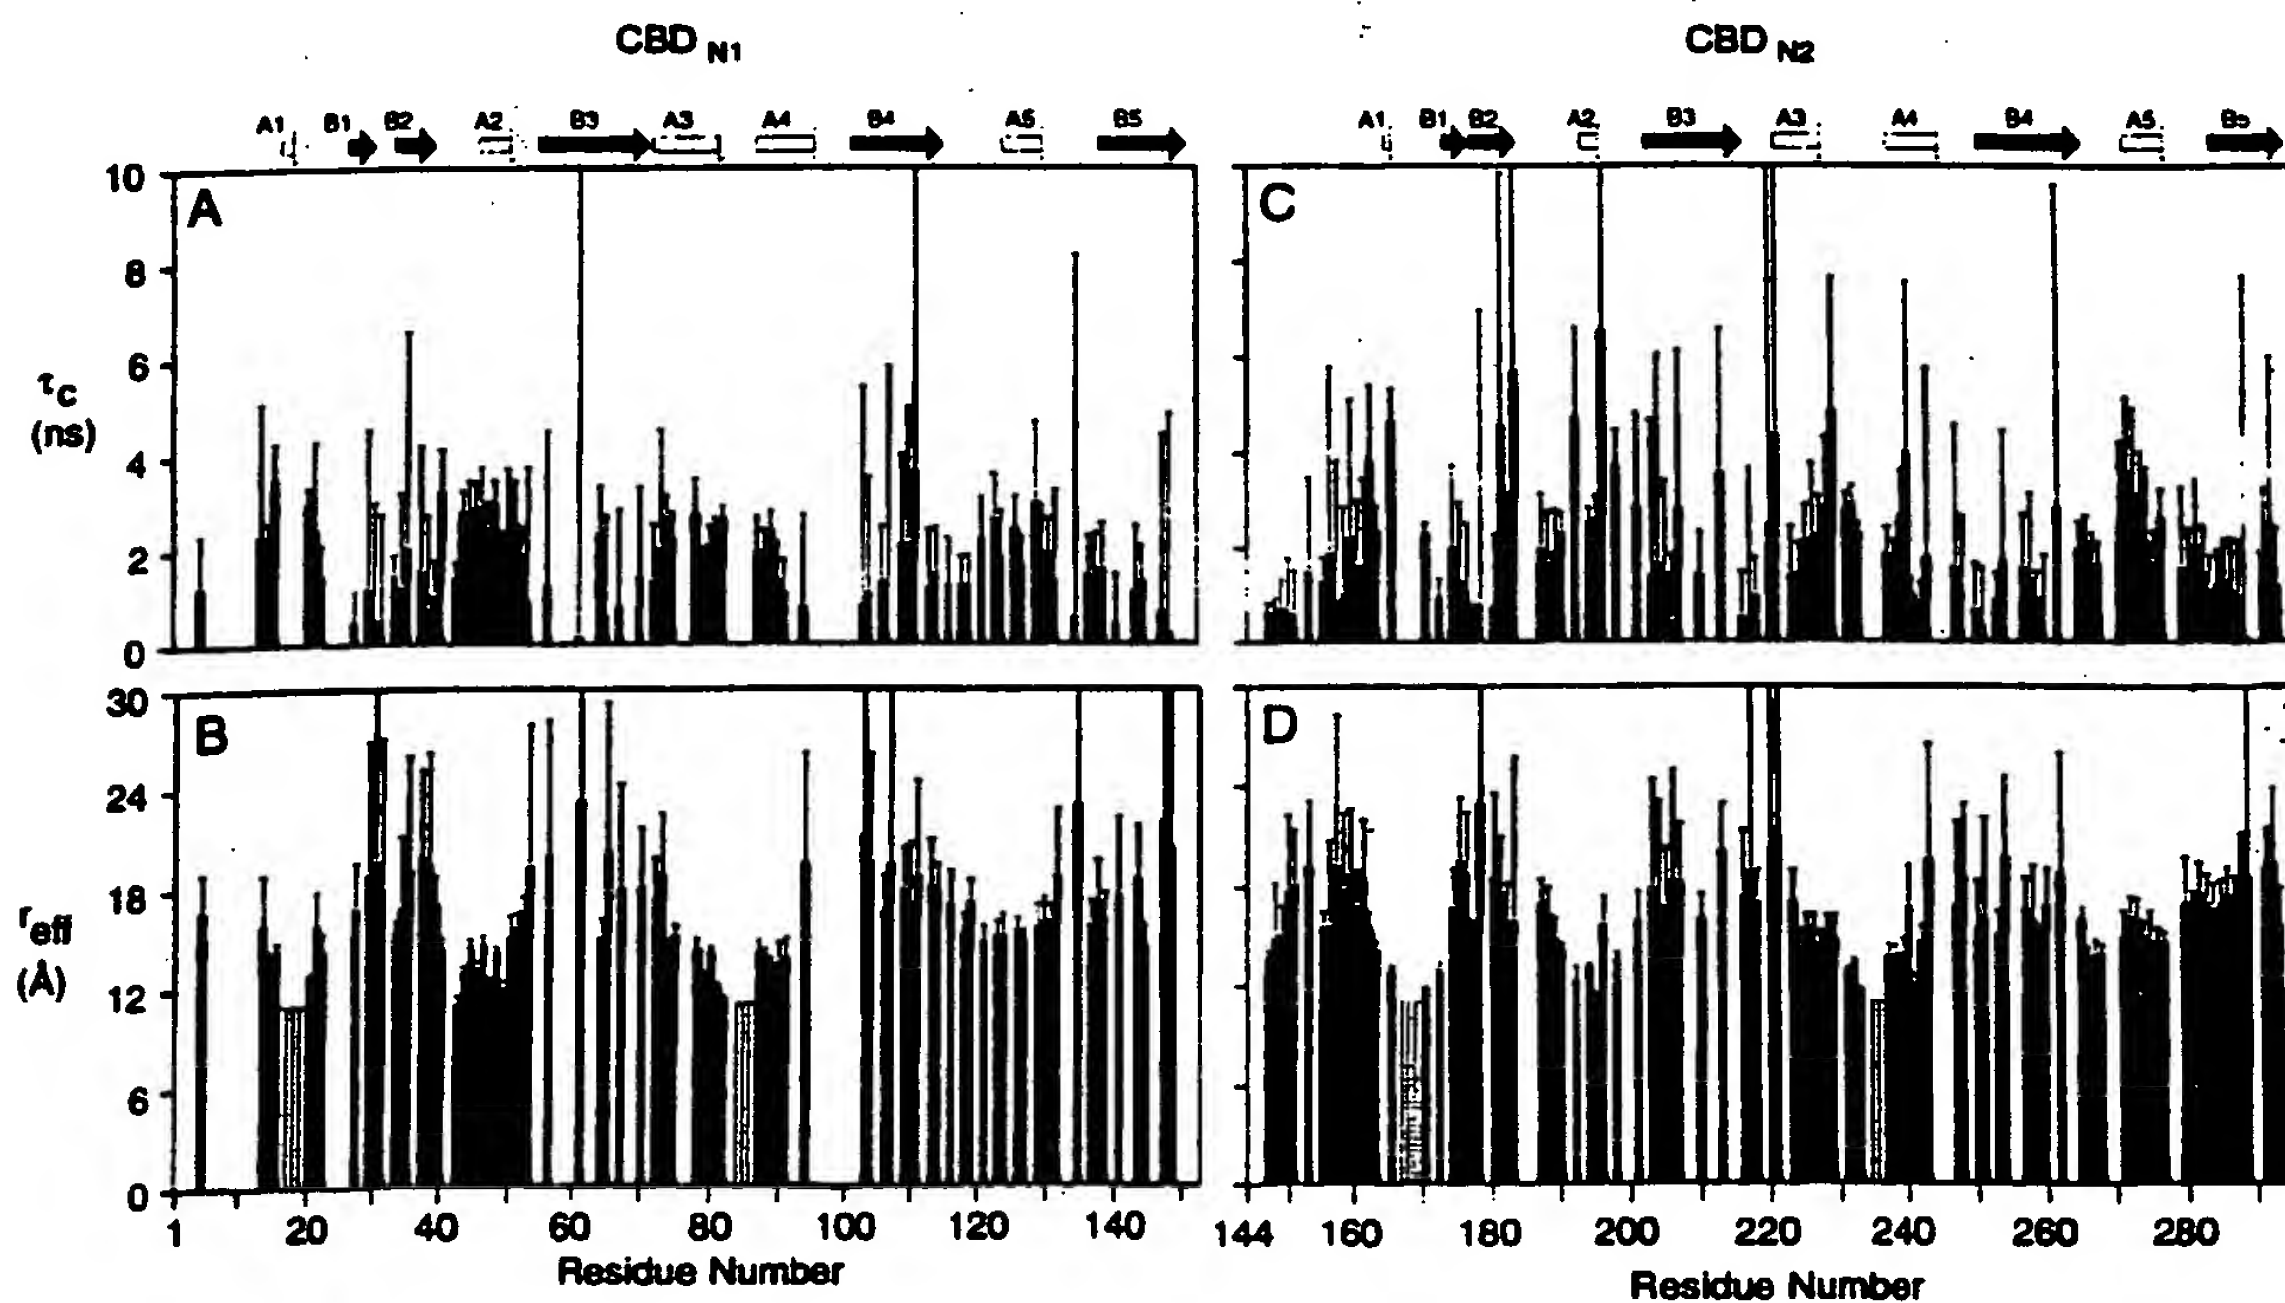 CBD N1
CBD N2
A1 B1 B2 A2 B3 A3 A4 B4 A5 B5
A1 B1 B2 A2 B3 A3 A4 B4 A5 B5
A
C
10
8
6
4
2
0
τc
(ns)
B
D
30
24
18
12
6
0
reff
(Å)
1 20 40 60 80 100 120 140
144 160 180 200 220 240 260 280
Residue Number
Residue Number